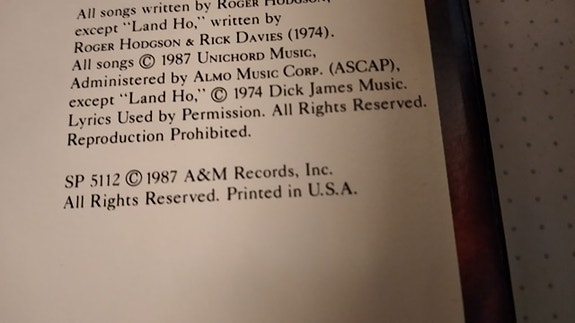 All songs written by ROGER HODGSON,
except "Land Ho," written by
ROGER HODGSON & RICK DAVIES (1974).
All songs © 1987 UNICHORD MUSIC,
Administered by ALMO MUSIC CORP. (ASCAP),
except "Land Ho," © 1974 Dick James Music.
Lyrics Used by Permission. All Rights Reserved.
Reproduction Prohibited.
SP 5112 © 1987 A&M Records, Inc.
All Rights Reserved. Printed in U.S.A.